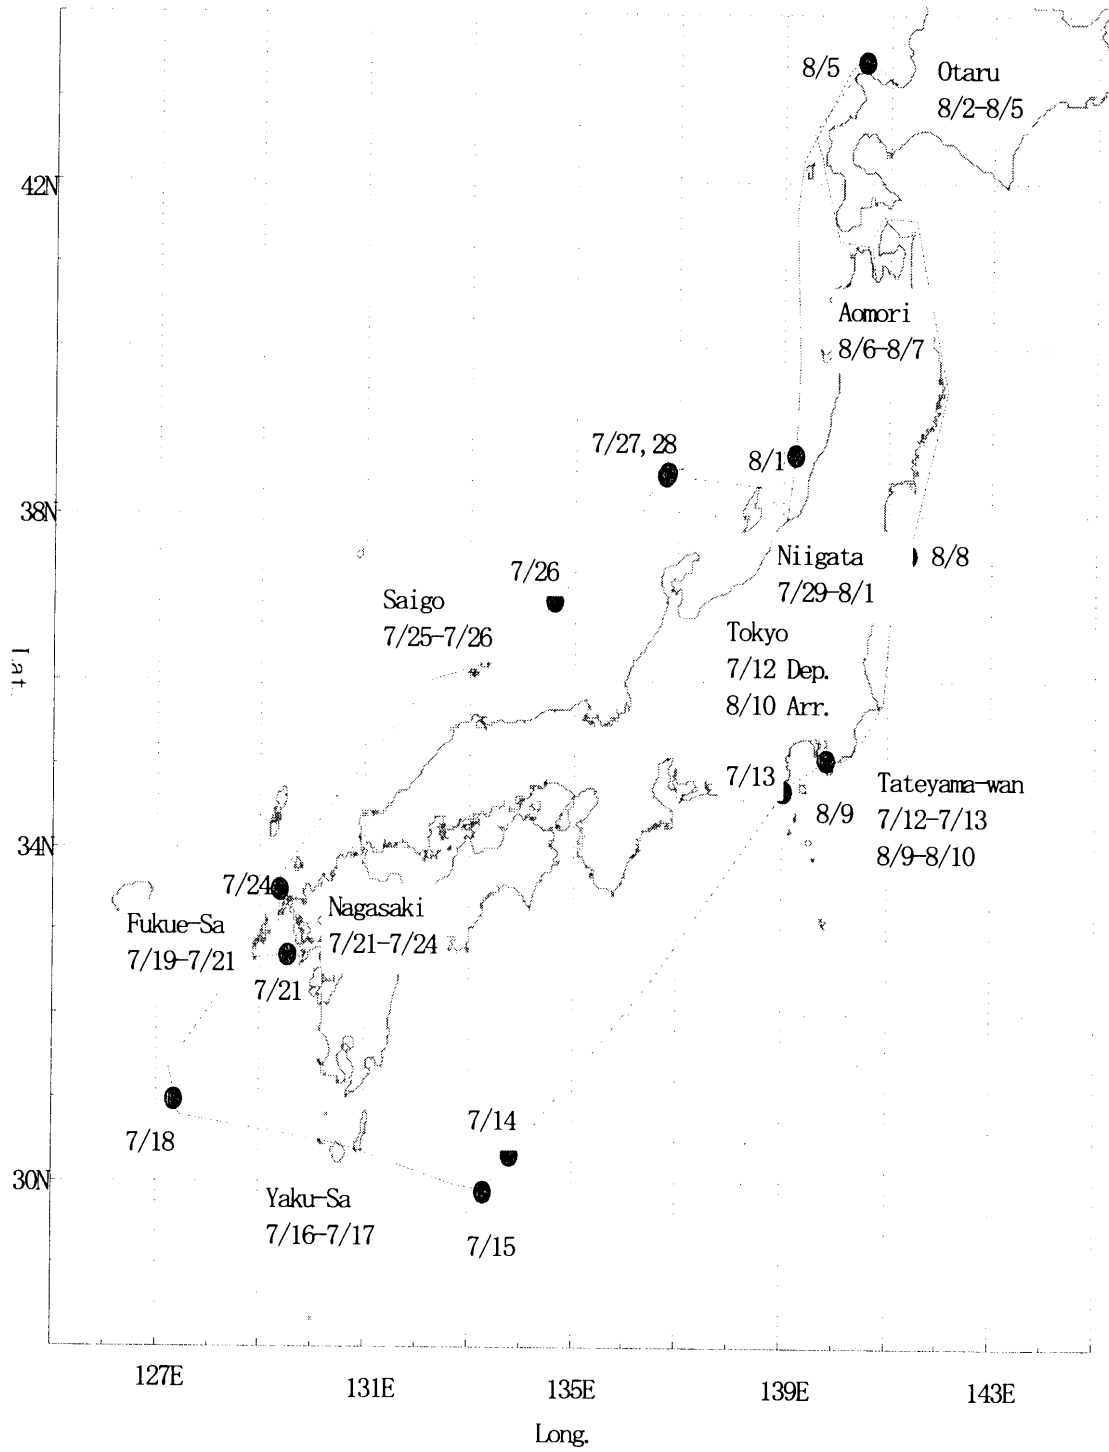 8/5
Otaru
8/2-8/5
42N
Aomori
8/6-8/7
7/27,28
8/1
38N
Niigata
7/29-8/1
8/8
7/26
Saigo
7/25-7/26
Tokyo
7/12 Dep.
8/10 Arr.
Lat.
7/13
8/9
Tateyama-wan
7/12-7/13
8/9-8/10
34N
7/24
Nagasaki
7/21-7/24
Fukue-Sa
7/19-7/21
7/21
7/18
7/14
30N
Yaku-Sa
7/16-7/17
7/15
127E
131E
135E
139E
143E
Long.